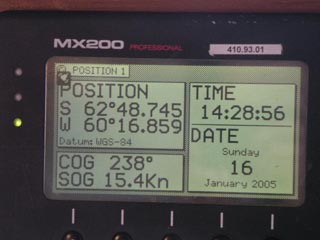 MX200 PROFESSIONAL
410.93.01
POSITION 1
POSITION
S 62°48.745
W 60°16.859
Datum: WGS-84
COG 238°
SOG 15.4Kn
TIME
14:28:56
DATE
Sunday
16
January 2005